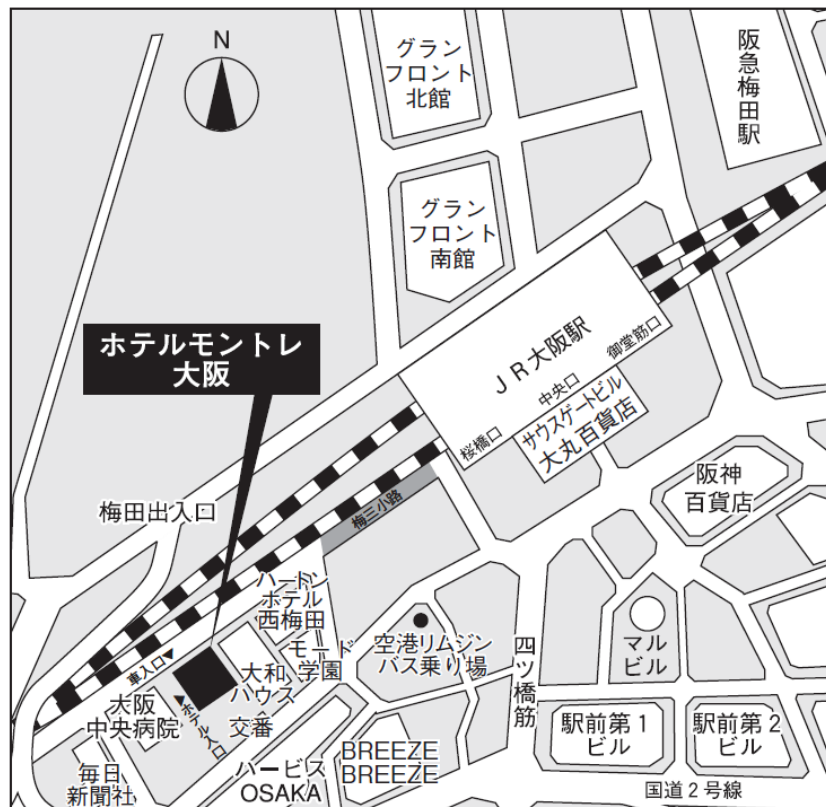 N
グラン
フロント
北館
阪急梅田駅
グラン
フロント
南館
ホテルモントレ
大阪
JR大阪駅
御堂筋口
中央口
桜橋口
サウスゲートビル
大丸百貨店
阪神
百貨店
梅田出入口
梅三小路
ハートン
ホテル
西梅田
モード
学園
空港リムジン
バス乗り場
四ツ橋筋
マル
ビル
車入口▼
大阪
中央病院
▼ホテル入口
大和
ハウス
交番
駅前第1
ビル
駅前第2
ビル
毎日
新聞社
ハービス
OSAKA
BREEZE
BREEZE
国道2号線